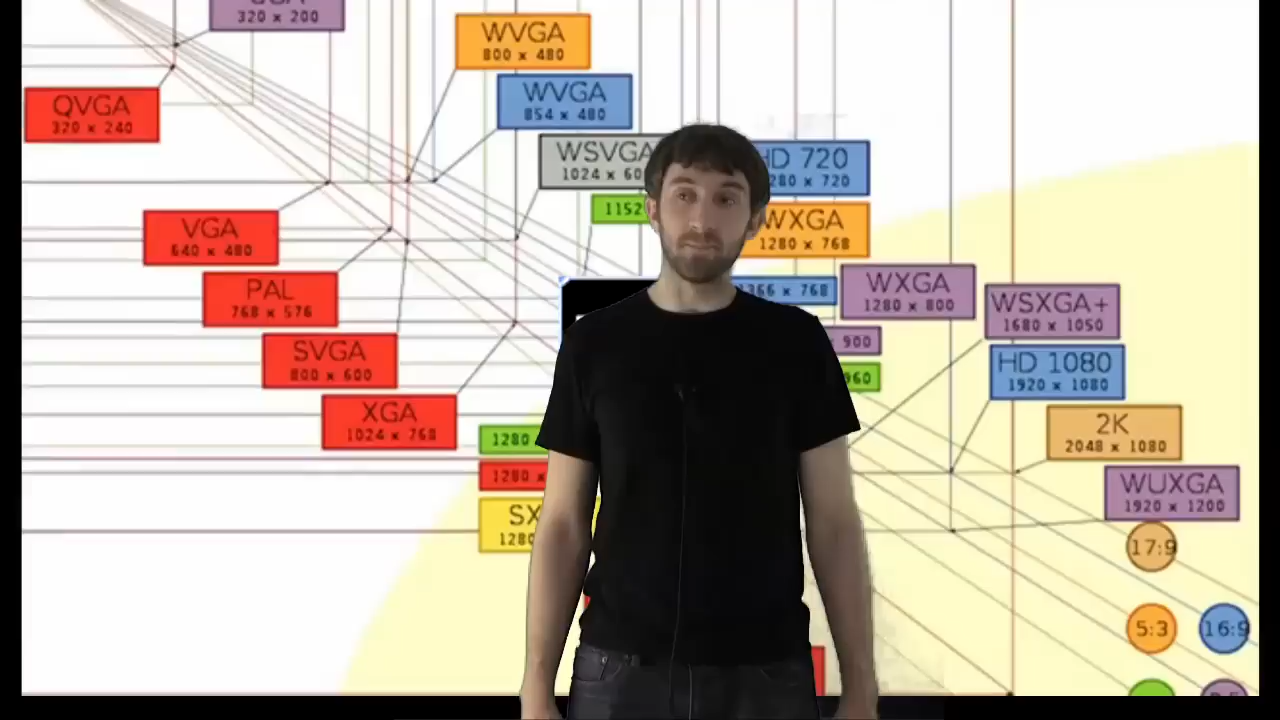 320 x 200
WVGA
800 x 480
QVGA
320 x 240
WVGA
854 x 480
WSVGA
1024 x 60
HD 720
280 x 720
1152
VGA
640 x 480
WXGA
1280 x 768
PAL
768 x 576
1366 x 768
WXGA
1280 x 800
WSXGA+
1680 x 1050
SVGA
800 x 600
x 900
HD 1080
1920 x 1080
960
XGA
1024 x 768
2K
2048 x 1080
1280
1280 x
WUXGA
1920 x 1200
SX
1280
17:9
5:3
16:9